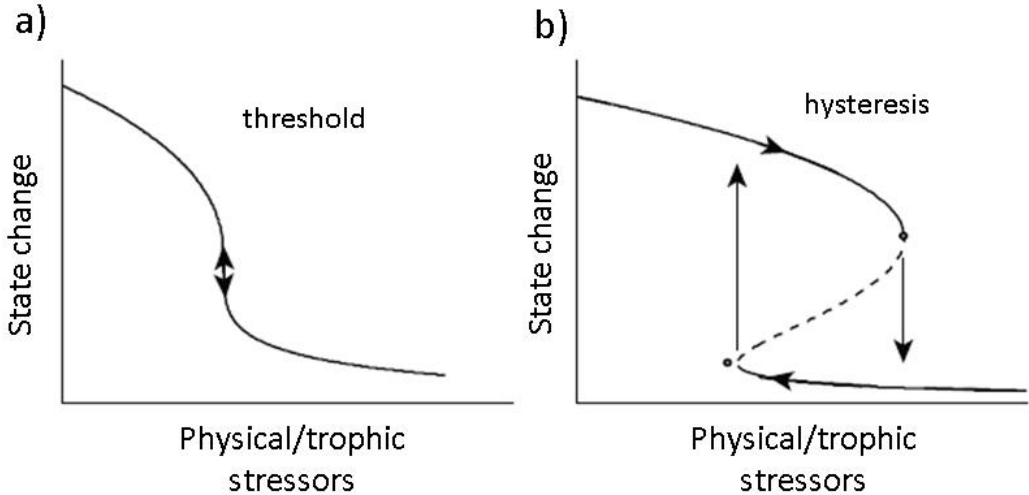 a)
threshold
State change
Physical/trophic
stressors
b)
hysteresis
State change
Physical/trophic
stressors